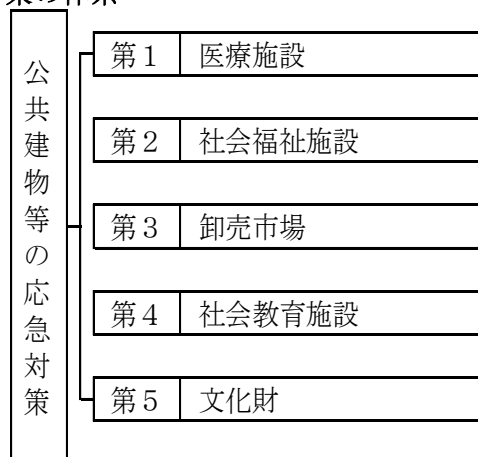 公共建物等の応急対策
第１　医療施設
第２　社会福祉施設
第３　卸売市場
第４　社会教育施設
第５　文化財